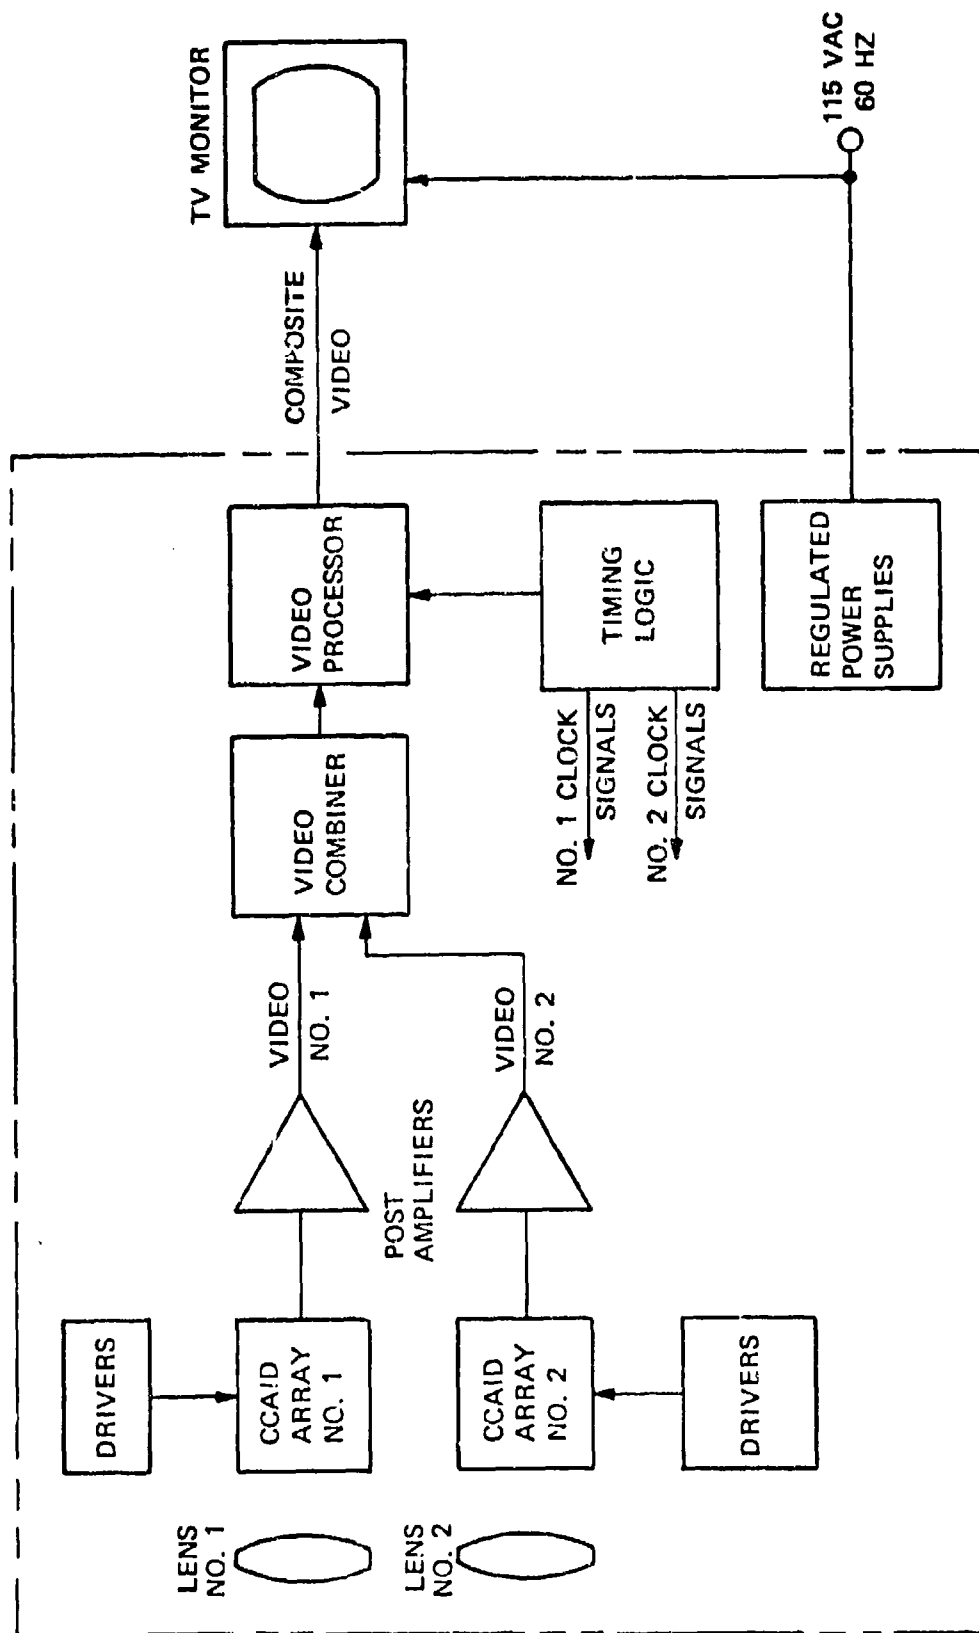 LENS
NO. 1
DRIVERS
CCAID
ARRAY
NO. 1
VIDEO
NO. 1
VIDEO
COMBINER
VIDEO
PROCESSOR
COMPOSITE
VIDEO
TV MONITOR
LENS
NO. 2
CCAID
ARRAY
NO. 2
DRIVERS
POST
AMPLIFIERS
VIDEO
NO. 2
NO. 1 CLOCK
SIGNALS
NO. 2 CLOCK
SIGNALS
TIMING
LOGIC
REGULATED
POWER
SUPPLIES
115 VAC
60 HZ